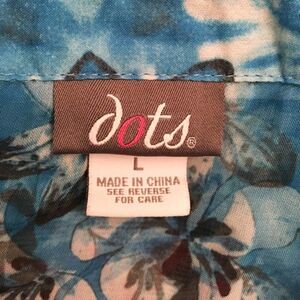 dots®
L
MADE IN CHINA
SEE REVERSE
FOR CARE